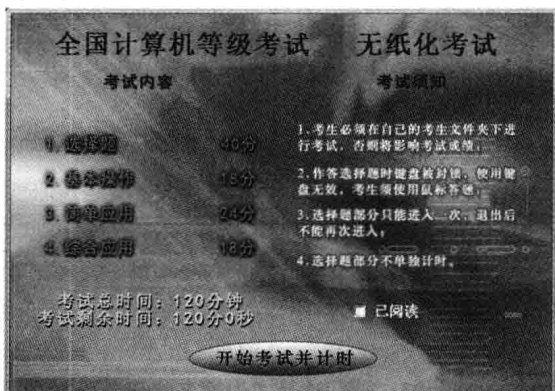 全国计算机等级考试 无纸化考试
考试内容
1、选择题 40分
2、基本操作 18分
3、简单应用 24分
4、综合应用 18分
考试总时间：120分钟
考试剩余时间：120分0秒
考试须知
1、考生必须在自己的考生文件夹下进
行考试，否则将影响考试成绩；
2、作答选择题时键盘被封锁，使用键
盘无效，考生须使用鼠标答题；
3、选择题部分只能进入一次，退出后
不能再次进入；
4、选择题部分不单独计时。
已阅读
开始考试并计时